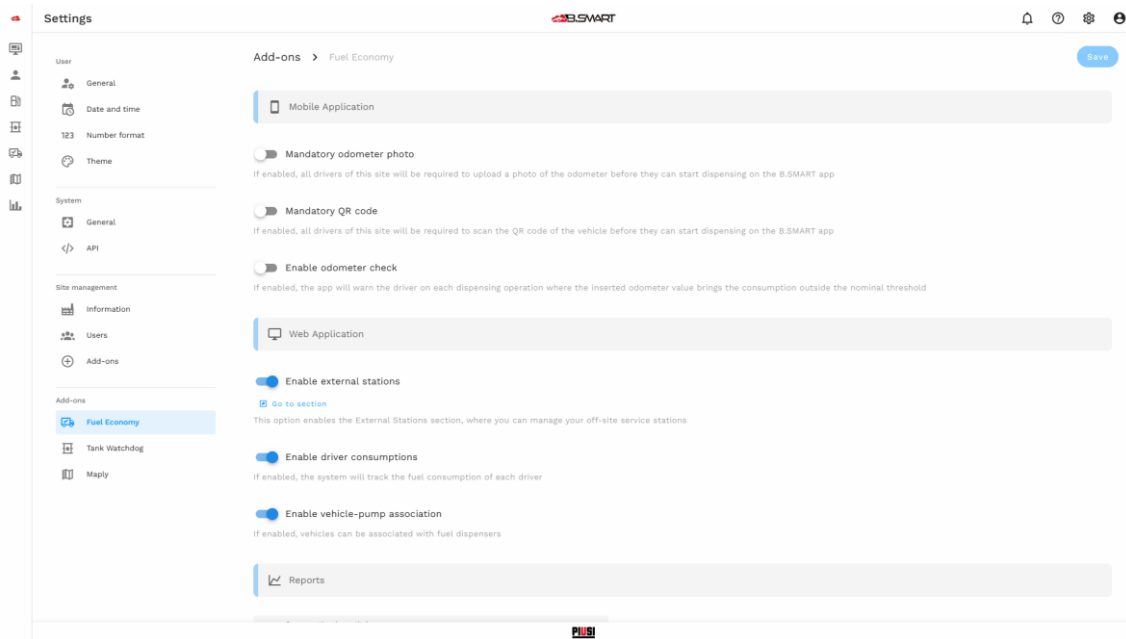 Settings
B.SMART
User
General
Date and time
123 Number format
Theme
System
General
</> API
Site management
Information
Users
Add-ons
Add-ons
Fuel Economy
Tank Watchdog
Maply
Add-ons > Fuel Economy
Save
Mobile Application
Mandatory odometer photo
If enabled, all drivers of this site will be required to upload a photo of the odometer before they can start dispensing on the B.SMART app
Mandatory QR code
If enabled, all drivers of this site will be required to scan the QR code of the vehicle before they can start dispensing on the B.SMART app
Enable odometer check
If enabled, the app will warn the driver on each dispensing operation where the inserted odometer value brings the consumption outside the nominal threshold
Web Application
Enable external stations
Go to section
This option enables the External Stations section, where you can manage your off-site service stations
Enable driver consumptions
If enabled, the system will track the fuel consumption of each driver
Enable vehicle-pump association
If enabled, vehicles can be associated with fuel dispensers
Reports
PIUSI